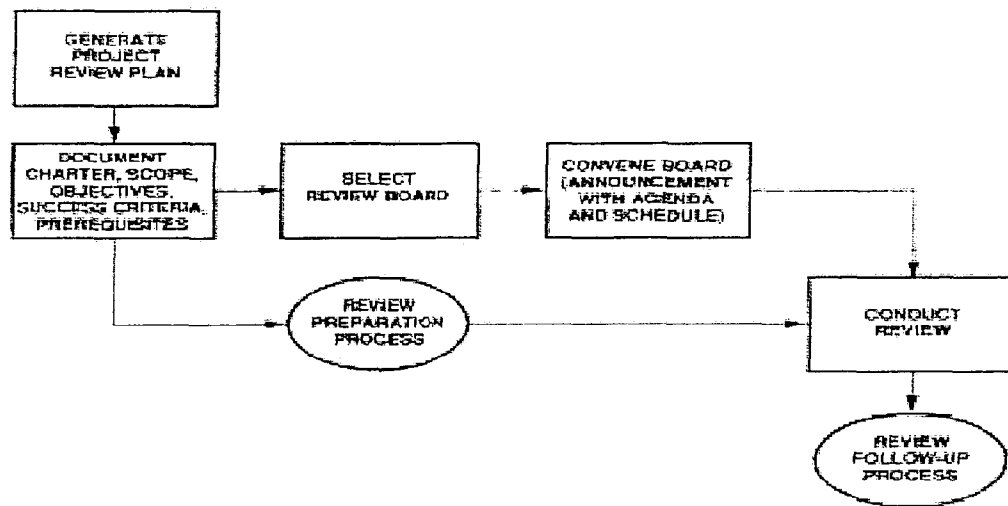 GENERATE
PROJECT
REVIEW PLAN
DOCUMENT
CHARTER, SCOPE,
OBJECTIVES,
SUCCESS CRITERIA,
PREREQUISITES
SELECT
REVIEW BOARD
CONVENE BOARD
(ANNOUNCEMENT
WITH AGENDA
AND SCHEDULE)
REVIEW
PREPARATION
PROCESS
CONDUCT
REVIEW
REVIEW
FOLLOW-UP
PROCESS